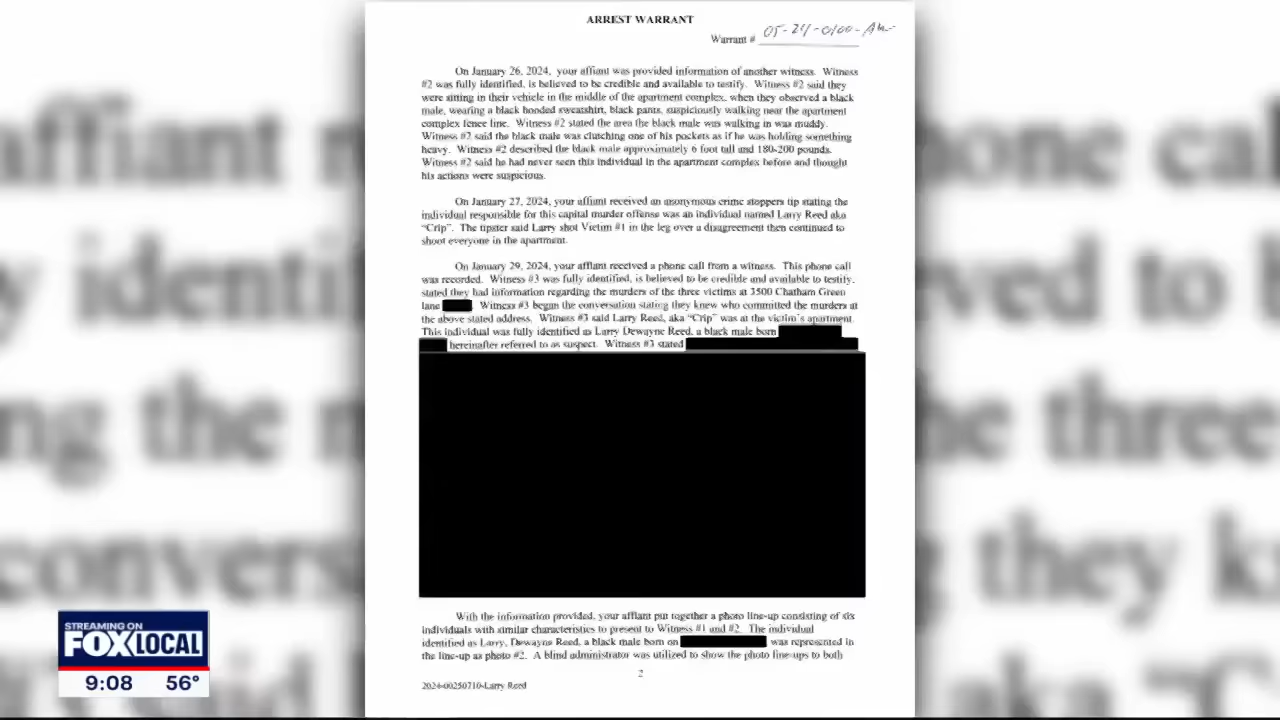 ARREST WARRANT
Warrant # 05-24-0100-
On January 26, 2024, your affiant was provided information of another witness. Witness
#2 was fully identified, is believed to be credible and available to testify. Witness #2 said they
were sitting in their vehicle in the middle of the apartment complex, when they observed a black
male, wearing a black hooded sweatshirt, black pants, suspiciously walking near the apartment
complex fence line. Witness #2 stated the area the black male was walking in was muddy.
Witness #2 said the black male was clutching one of his pockets as if he was holding something
heavy. Witness #2 described the black male approximately 6 foot tall and 180-200 pounds.
Witness #2 said he had never seen this individual in the apartment complex before and thought
his actions were suspicious.
On January 27, 2024, your affiant received an anonymous crime stoppers tip stating the
individual responsible for this capital murder offense was an individual named Larry Reed aka
“Crip”. The tipster said Larry shot Victim #1 in the leg over a disagreement then continued to
shoot everyone in the apartment.
On January 29, 2024, your affiant received a phone call from a witness. This phone call
was recorded. Witness #3 was fully identified, is believed to be credible and available to testify,
stated they had information regarding the murders of the three victims at 3500 Chatham Green
lane . Witness #3 began the conversation stating they knew who committed the murders at
the above stated address. Witness #3 said Larry Reed, aka “Crip” was at the victim's apartment.
This individual was fully identified as Larry Dewayne Reed, a black male born
hereinafter referred to as suspect. Witness #3 stated
With the information provided, your affiant put together a photo line-up consisting of six
individuals with similar characteristics to present to Witness #1 and #2. The individual
identified as Larry, Dewayne Reed, a black male born on was represented in
the line-up as photo #2. A blind administrator was utilized to show the photo line-ups to both
2
2024-00250710-Larry Reed
STREAMING ON
FOX LOCAL
9:08 56°